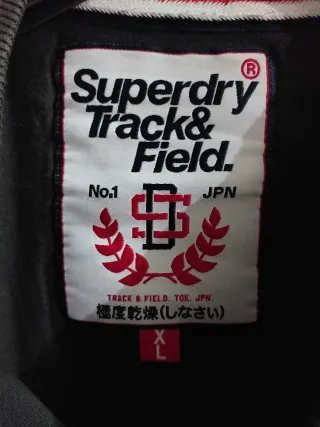 Superdry®
Track&
Field.
No.1 SD JPN
TRACK & FIELD. TOK. JPN.
極度乾燥(しなさい)
XL